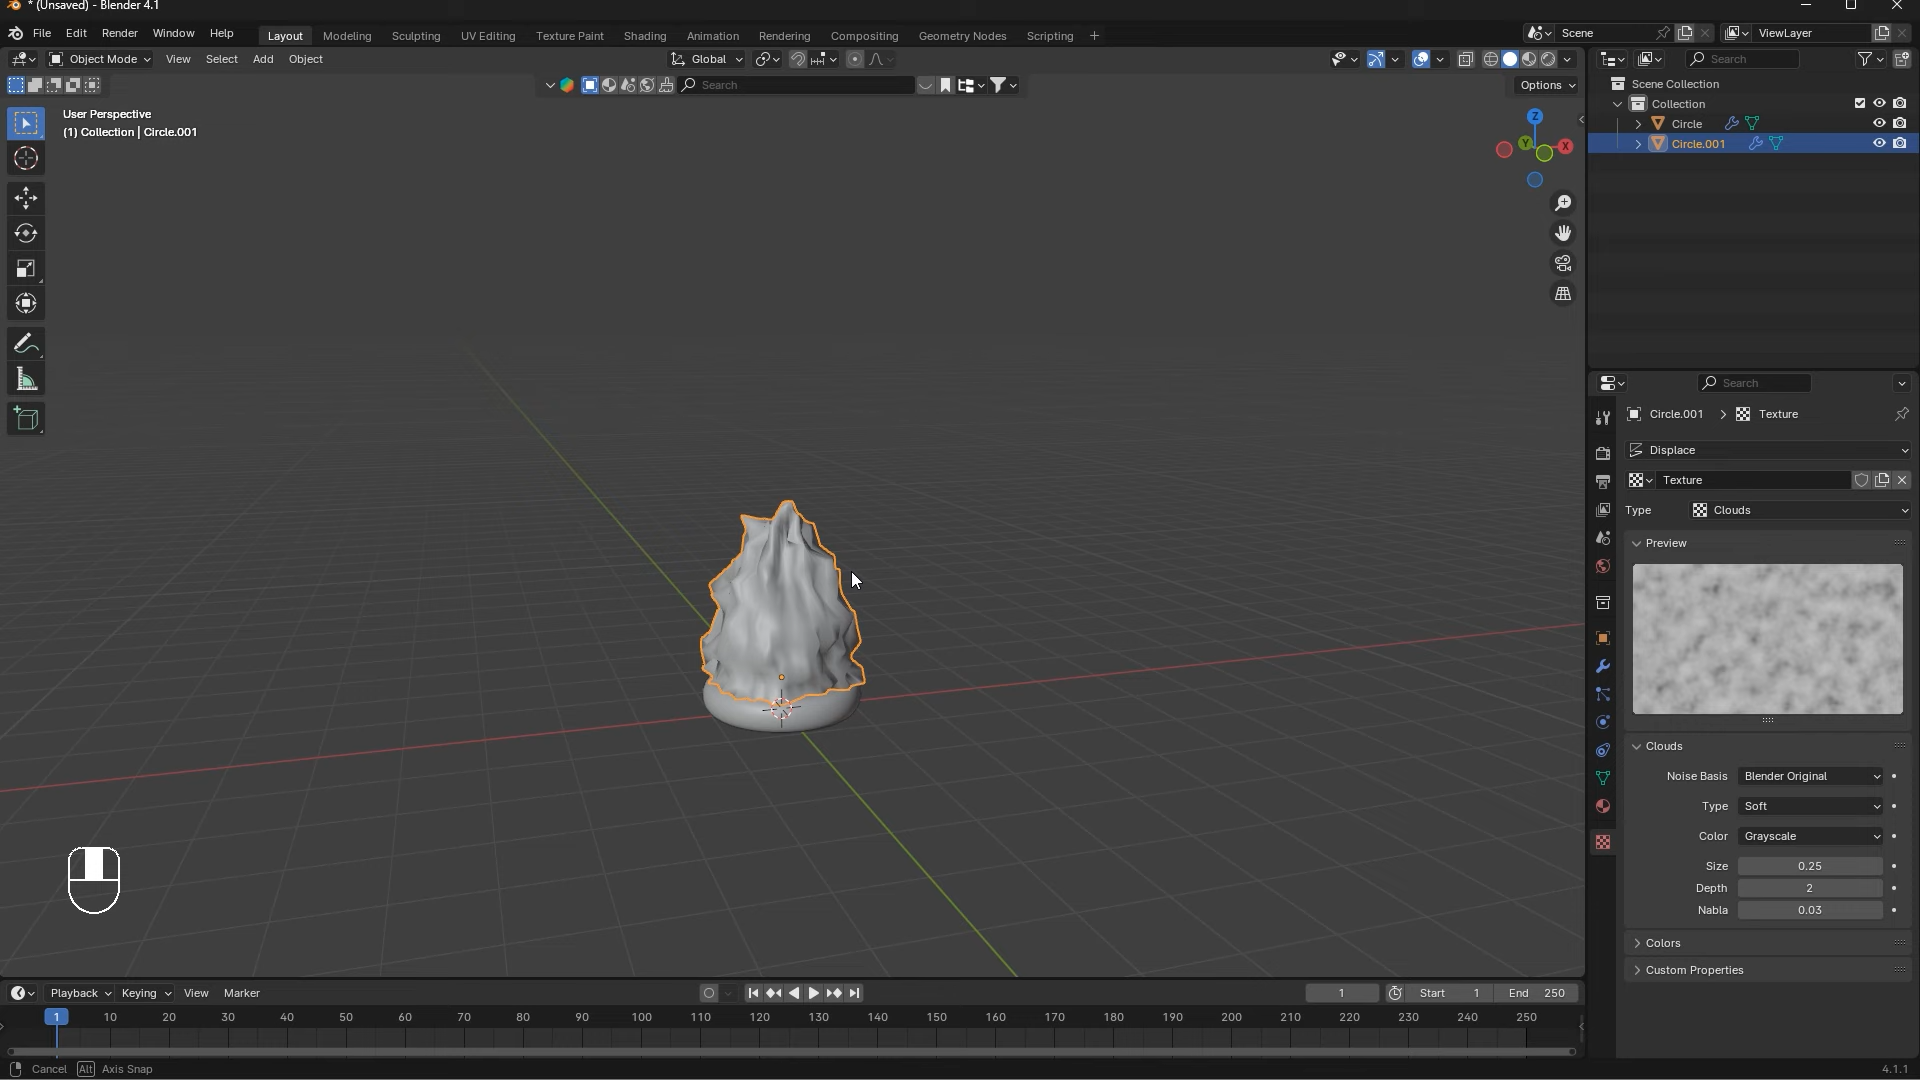 * (Unsaved) - Blender 4.1
File Edit Render Window Help
Layout Modeling Sculpting UV Editing Texture Paint Shading Animation Rendering Compositing Geometry Nodes Scripting +
Scene
ViewLayer
Object Mode View Select Add Object
Global
Search
Search
Options
User Perspective
(1) Collection | Circle.001
Z
Y
X
Scene Collection
Collection
Circle
Circle.001
Search
Circle.001 > Texture
Displace
Texture
Type Clouds
Preview
Clouds
Noise Basis Blender Original
Type Soft
Color Grayscale
Size 0.25
Depth 2
Nabla 0.03
Colors
Custom Properties
Playback Keying View Marker
1
Start 1
End 250
1 10 20 30 40 50 60 70 80 90 100 110 120 130 140 150 160 170 180 190 200 210 220 230 240 250
Cancel Alt Axis Snap
4.1.1